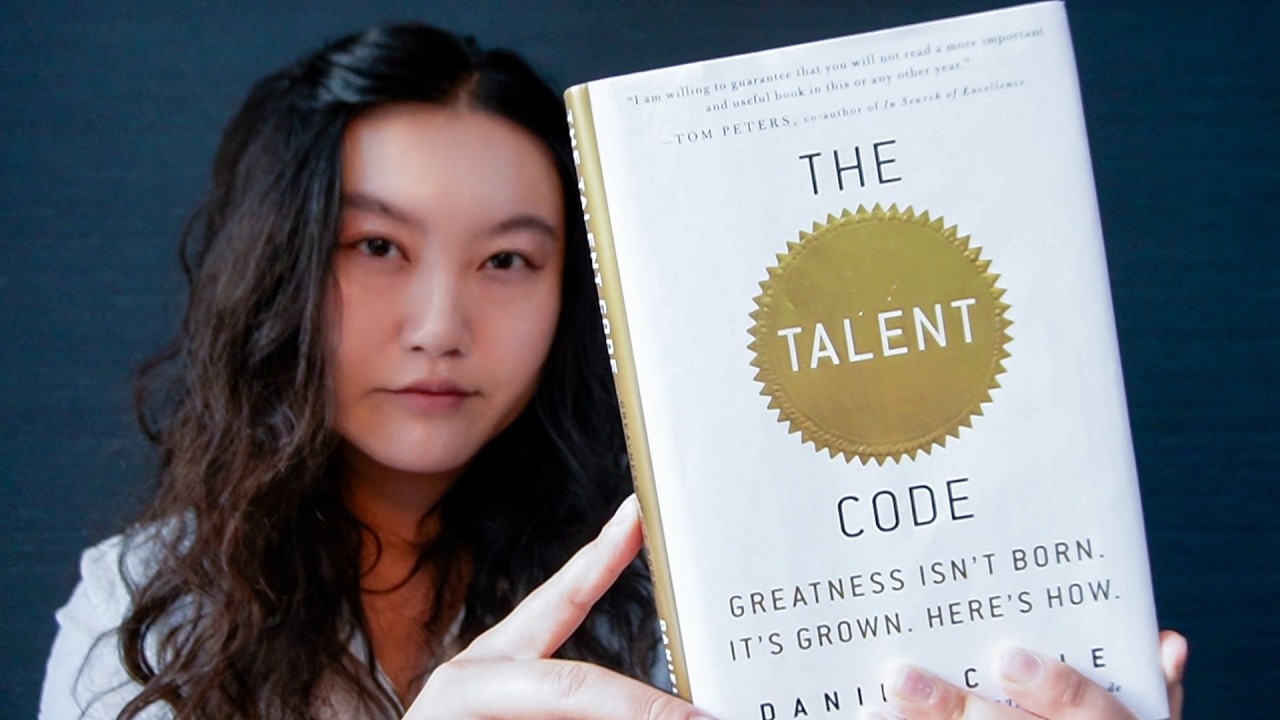 "I am willing to guarantee that you will not read a more important
and useful book in this or any other year."
—TOM PETERS, co-author of In Search of Excellence
THE
TALENT
CODE
GREATNESS ISN'T BORN.
IT'S GROWN. HERE'S HOW.
THE TALENT CODE